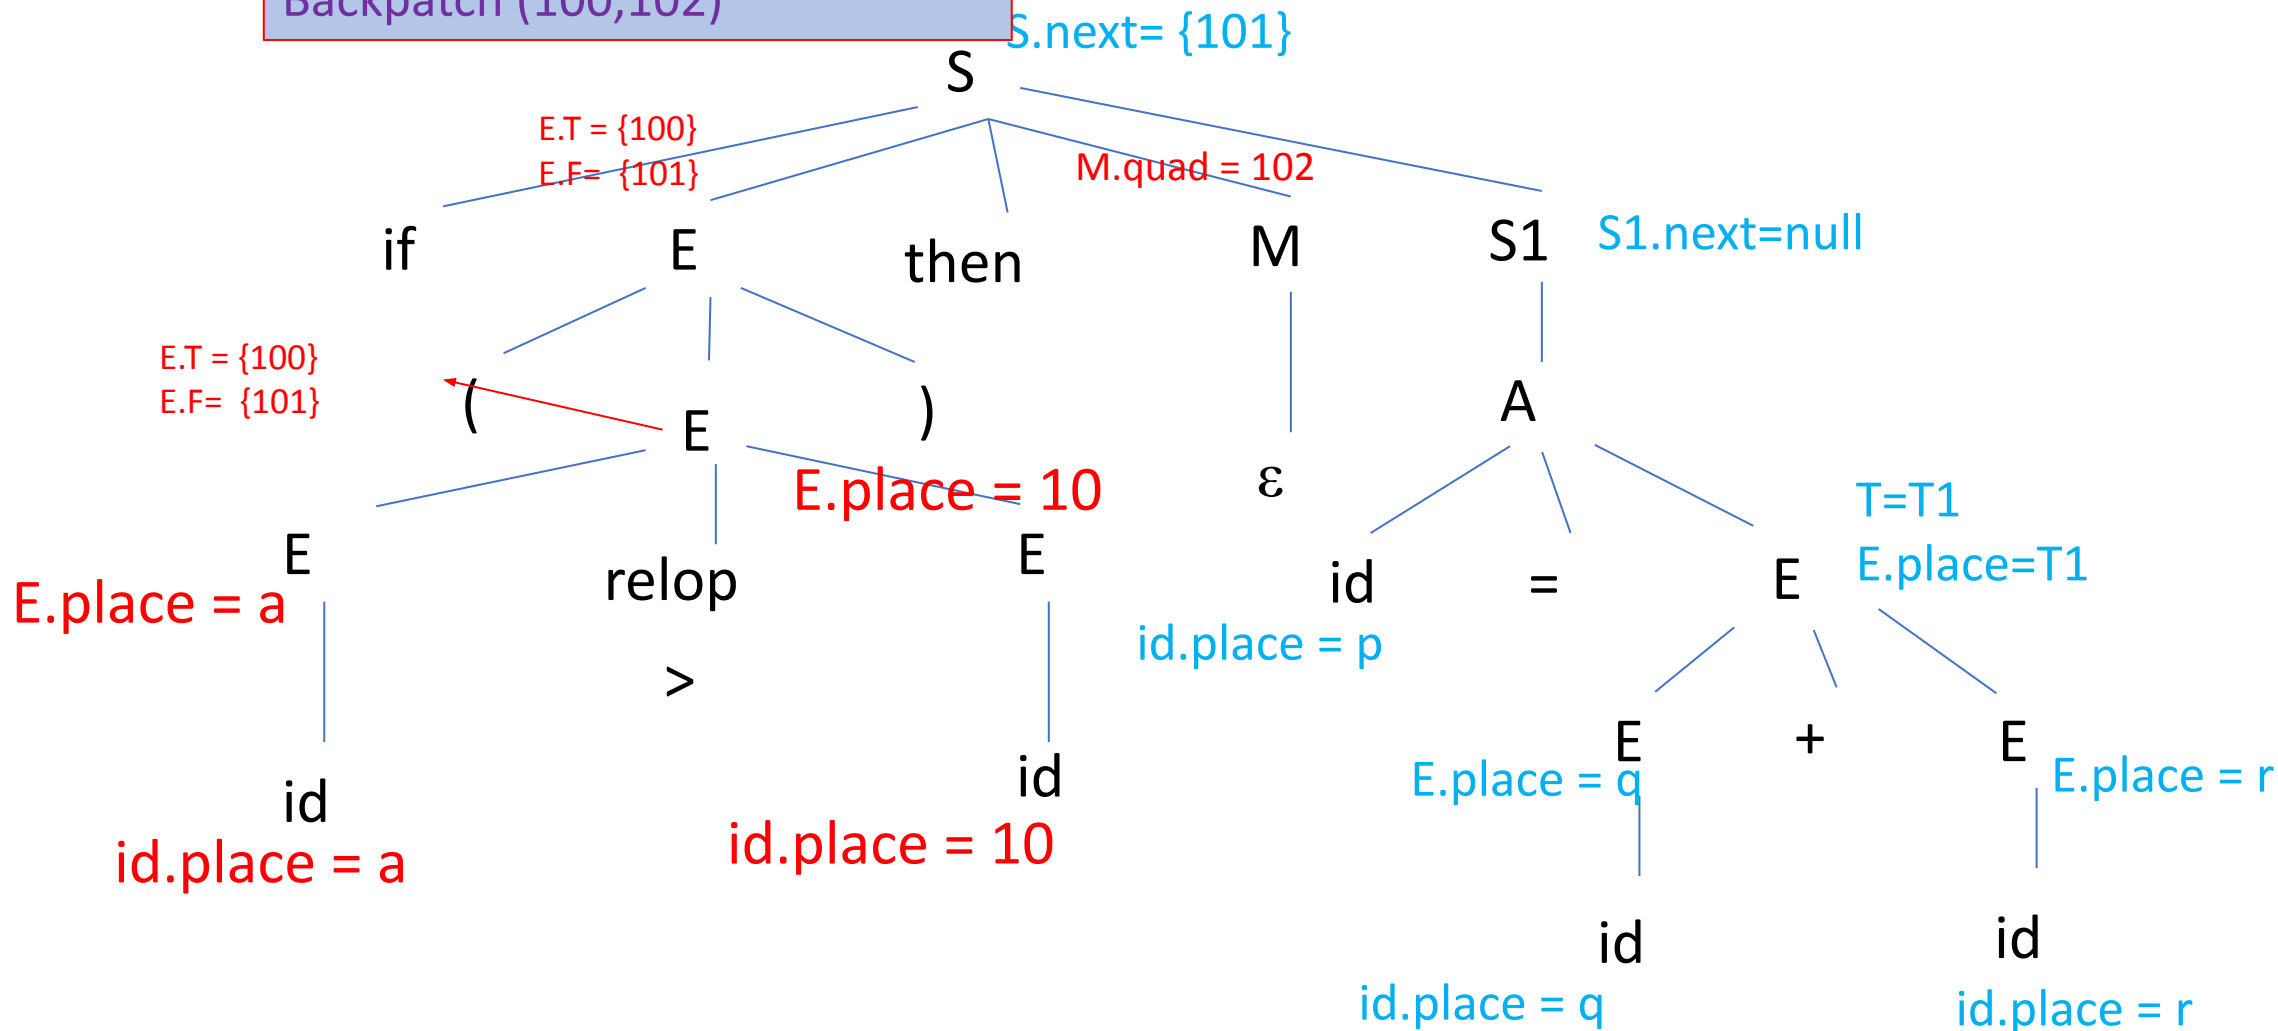 Backpatch (100,102)
S.next= {101}
S
E.T = {100}
E.F= {101}
M.quad = 102
if
E
then
M
S1
S1.next=null
E.T = {100}
E.F= {101}
(
E
)
A
E.place = 10
ε
T=T1
E.place=T1
E
relop
E
id
=
E
E.place = a
id.place = p
>
E
+
E
E.place = q
E.place = r
id
id
id.place = a
id.place = 10
id
id
id.place = q
id.place = r